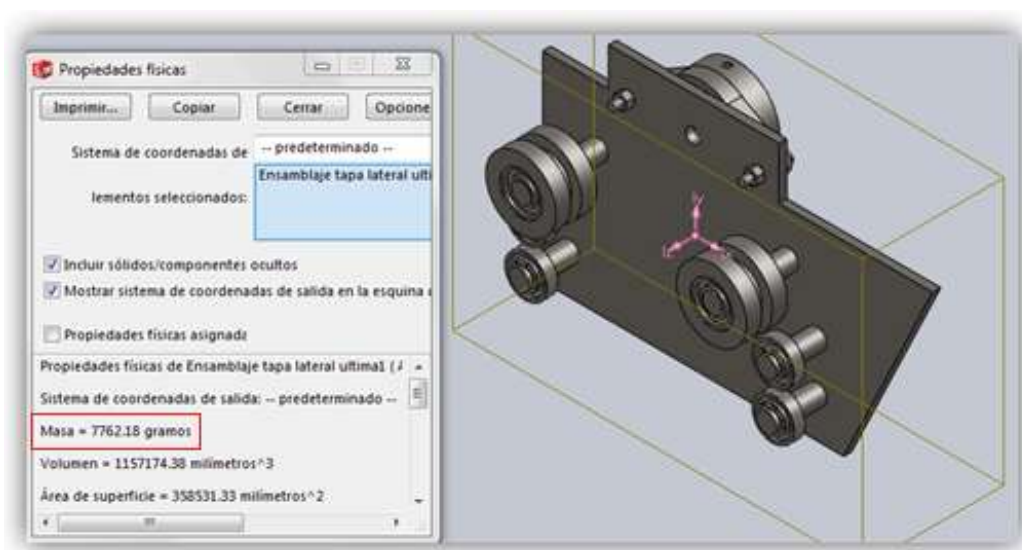 Propiedades físicas
Imprimir... Copiar Cerrar Opcione
Sistema de coordenadas de -- predeterminado --
Ensamblaje tapa lateral ulti
lementos seleccionados:
Incluir sólidos/componentes ocultos
Mostrar sistema de coordenadas de salida en la esquina
Propiedades físicas asignada
Propiedades físicas de Ensamblaje tapa lateral ultima1 (
Sistema de coordenadas de salida: -- predeterminado --
Masa = 7762.18 gramos
Volumen = 1157174.38 milímetros^3
Área de superficie = 358531.33 milímetros^2